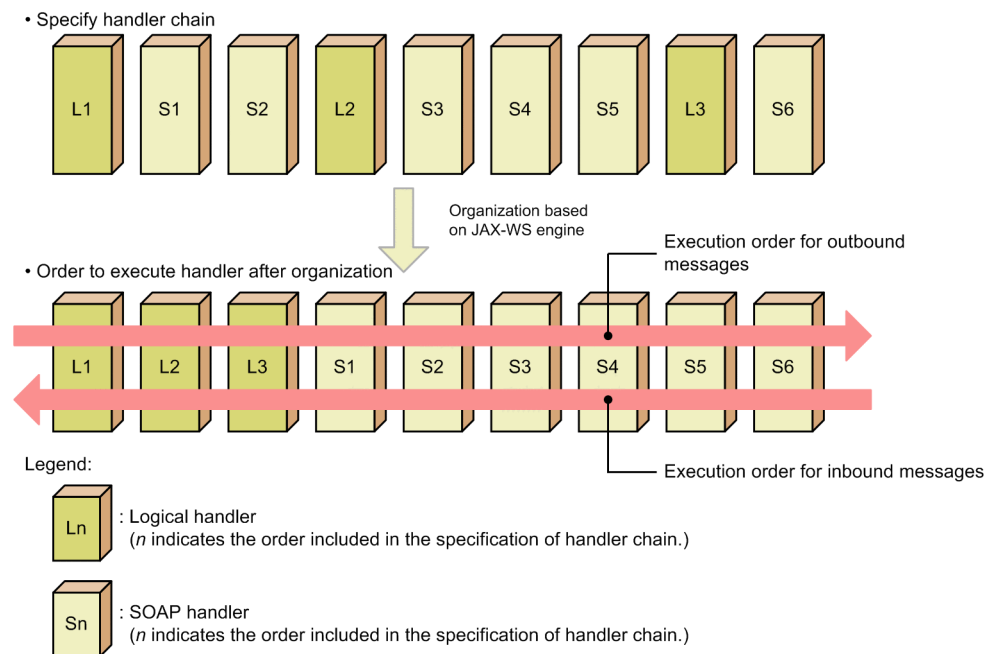 • Specify handler chain
L1 S1 S2 L2 S3 S4 S5 L3 S6
Organization based
on JAX-WS engine
Execution order for outbound
messages
• Order to execute handler after organization
L1 L2 L3 S1 S2 S3 S4 S5 S6
Legend:
Execution order for inbound messages
Ln : Logical handler
(n indicates the order included in the specification of handler chain.)
Sn : SOAP handler
(n indicates the order included in the specification of handler chain.)